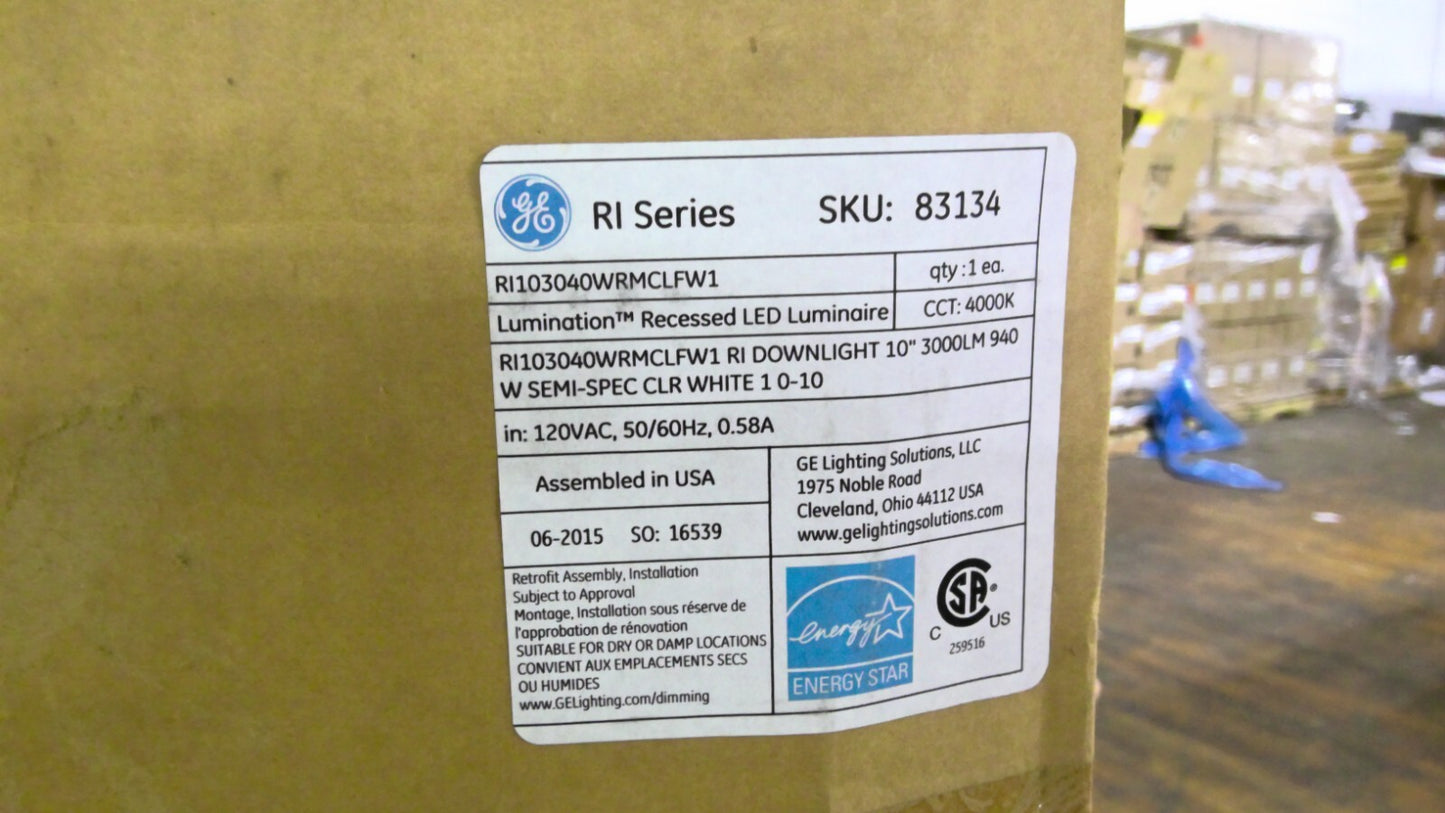 GE RI Series SKU: 83134
RI103040WRMCLFW1 qty :1 ea.
Lumination™ Recessed LED Luminaire CCT: 4000K
RI103040WRMCLFW1 RI DOWNLIGHT 10" 3000LM 940
W SEMI-SPEC CLR WHITE 1 0-10
in: 120VAC, 50/60Hz, 0.58A
Assembled in USA
06-2015 SO: 16539
GE Lighting Solutions, LLC
1975 Noble Road
Cleveland, Ohio 44112 USA
www.gelightingsolutions.com
Retrofit Assembly, Installation
Subject to Approval
Montage, Installation sous réserve de
l'approbation de rénovation
SUITABLE FOR DRY OR DAMP LOCATIONS
CONVIENT AUX EMPLACEMENTS SECS
OU HUMIDES
www.GELighting.com/dimming
energy
ENERGY STAR
SA ®
C US
259516